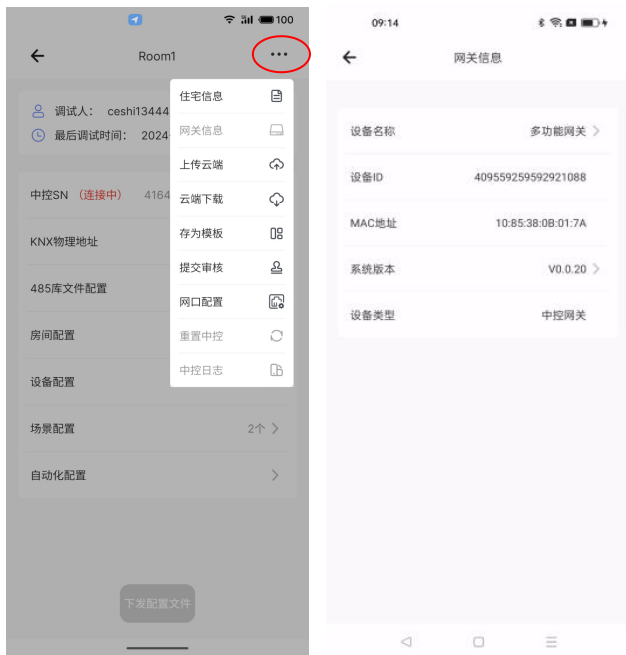 100
Room1
住宅信息
调试人： ceshi13444
网关信息
最后调试时间： 2024-
上传云端
中控SN （连接中） 4164
云端下载
存为模板
KNX物理地址
提交审核
485库文件配置
网口配置
房间配置
重置中控
中控日志
设备配置
场景配置 2个
自动化配置
下发配置文件
09:14
网关信息
设备名称 多功能网关
设备ID 409559259592921088
MAC地址 10:85:38:0B:01:7A
系统版本 V0.0.20
设备类型 中控网关